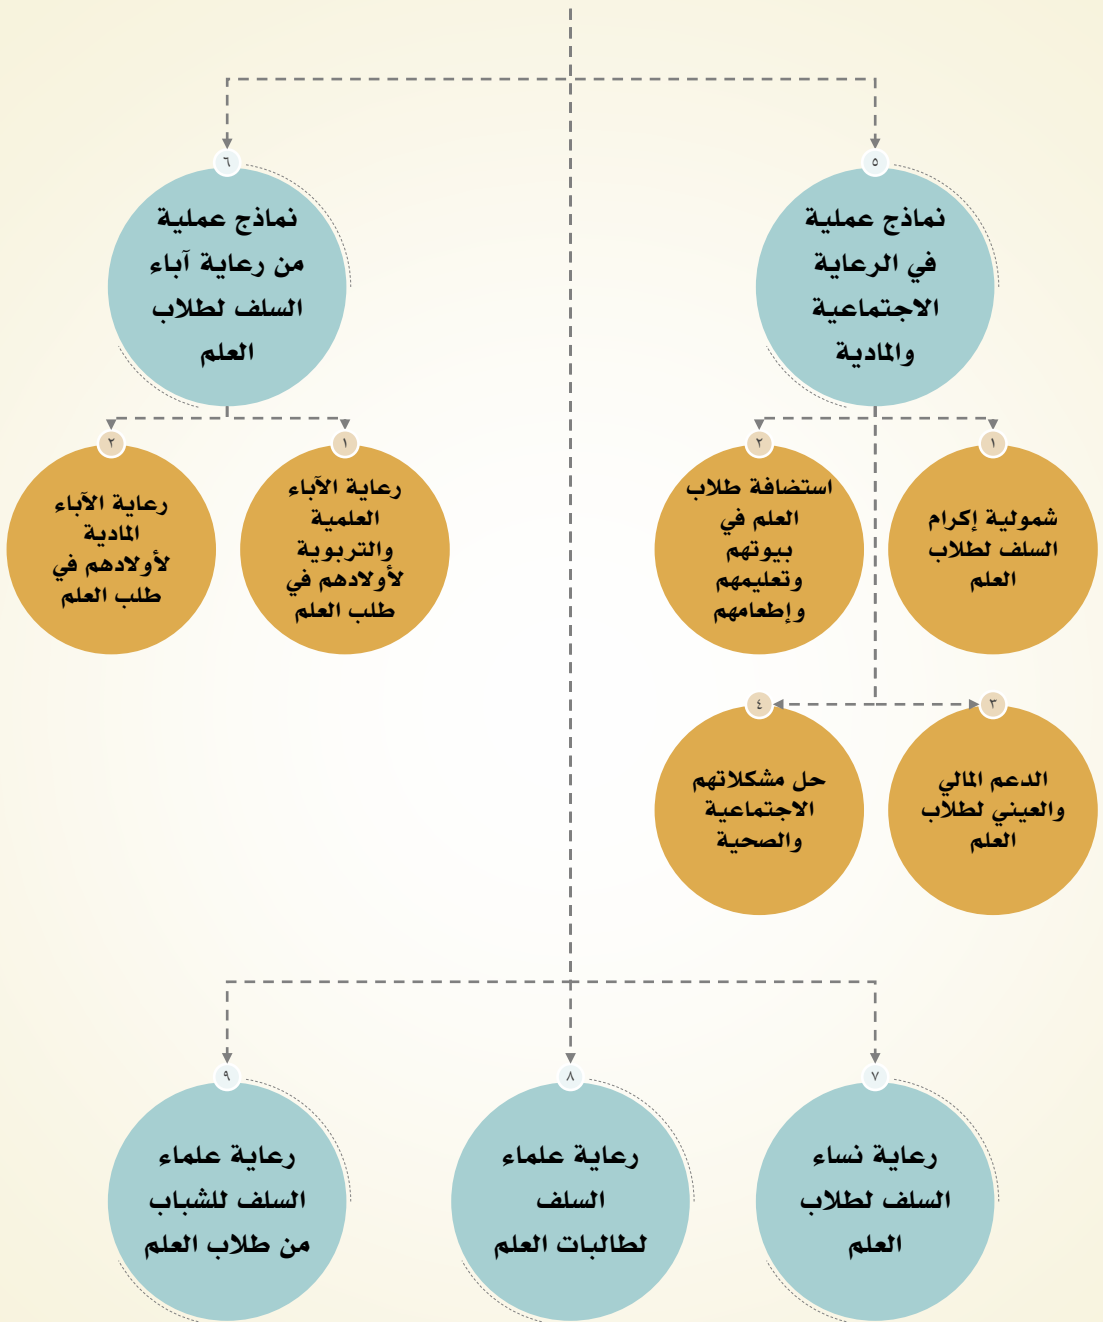 ٥
نماذج عملية
في الرعاية
الاجتماعية
والمادية
١
شمولية إكرام
السلف لطلاب
العلم
٢
استضافة طلاب
العلم في
بيوتهم
وتعليمهم
وإطعامهم
٣
الدعم المالي
والعيني لطلاب
العلم
٤
حل مشكلاتهم
الاجتماعية
والصحية
٦
نماذج عملية
من رعاية آباء
السلف لطلاب
العلم
١
رعاية الآباء
العلمية
والتربوية
لأولادهم في
طلب العلم
٢
رعاية الآباء
المادية
لأولادهم في
طلب العلم
٧
رعاية نساء
السلف لطلاب
العلم
٨
رعاية علماء
السلف
لطالبات العلم
٩
رعاية علماء
السلف للشباب
من طلاب العلم